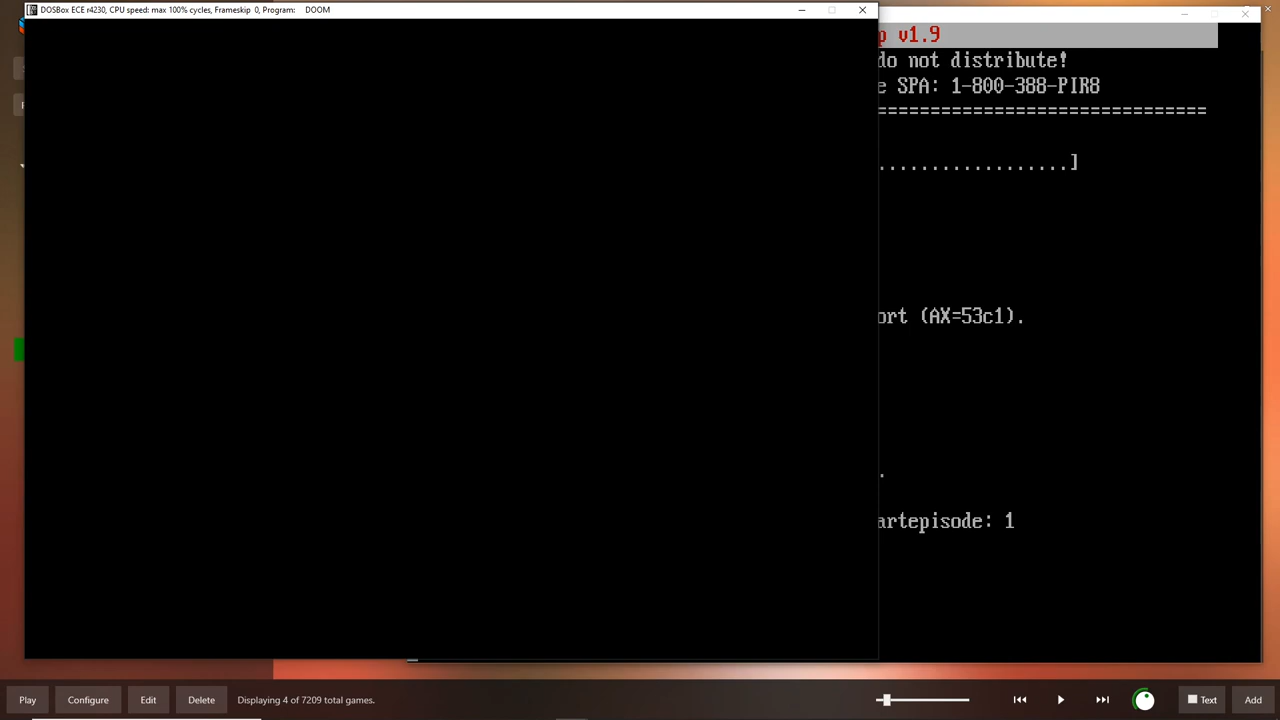 DOSBox ECE r4230, CPU speed: max 100% cycles, Frameskip 0, Program: DOOM
p v1.9
do not distribute!
e SPA: 1-800-388-PIR8
===============================
..................]
ort (AX=53c1).
.
artepisode: 1
Play
Configure
Edit
Delete
Displaying 4 of 7209 total games.
Text
Add